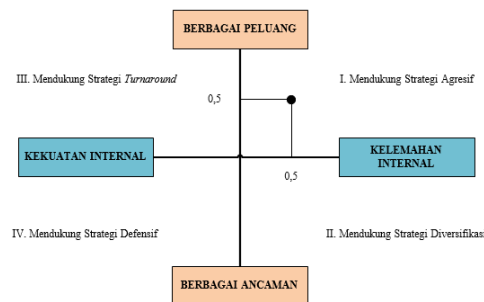 BERBAGAI PELUANG
III. Mendukung Strategi Turnaround
I. Mendukung Strategi Agresif
0,5
KEKUATAN INTERNAL
KELEMAHAN
INTERNAL
0,5
IV. Mendukung Strategi Defensif
II. Mendukung Strategi Diversifikasi
BERBAGAI ANCAMAN